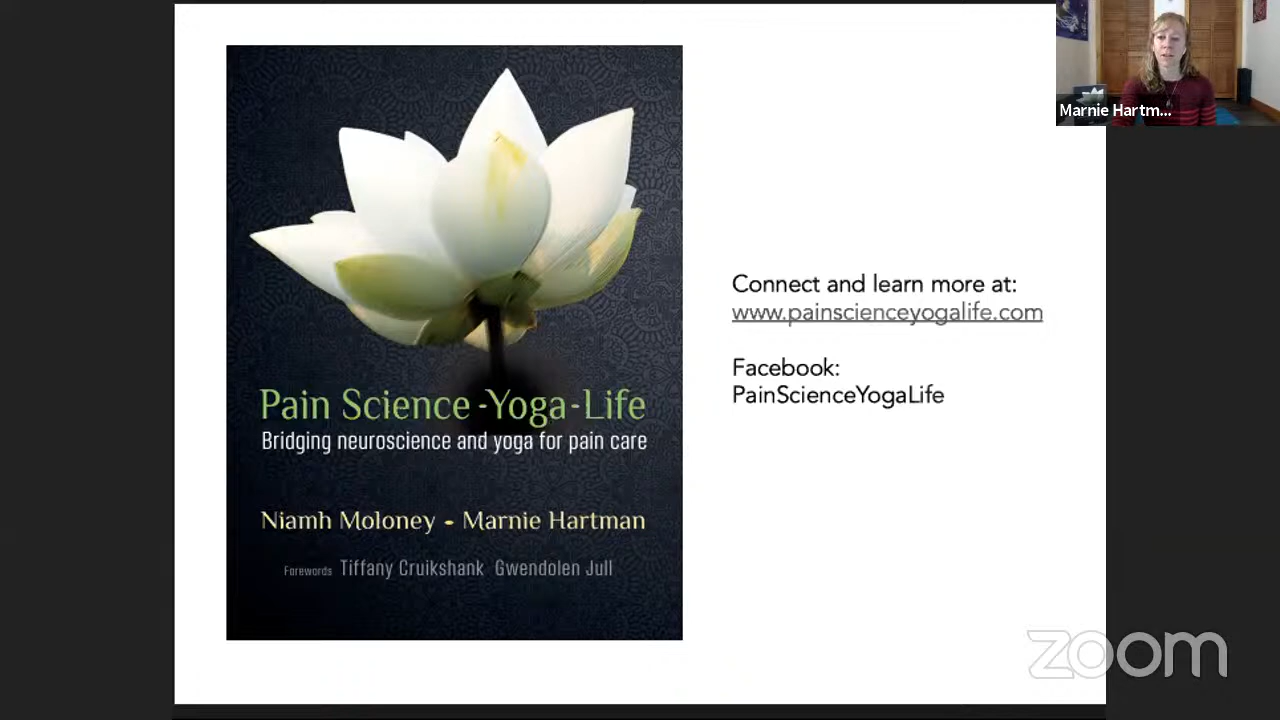 Marnie Hartm...
Connect and learn more at:
www.painscienceyogalife.com
Facebook:
PainScienceYogaLife
Pain Science -Yoga-Life
Bridging neuroscience and yoga for pain care
Niamh Moloney - Marnie Hartman
Forewords Tiffany Cruikshank Gwendolen Jull
zoom